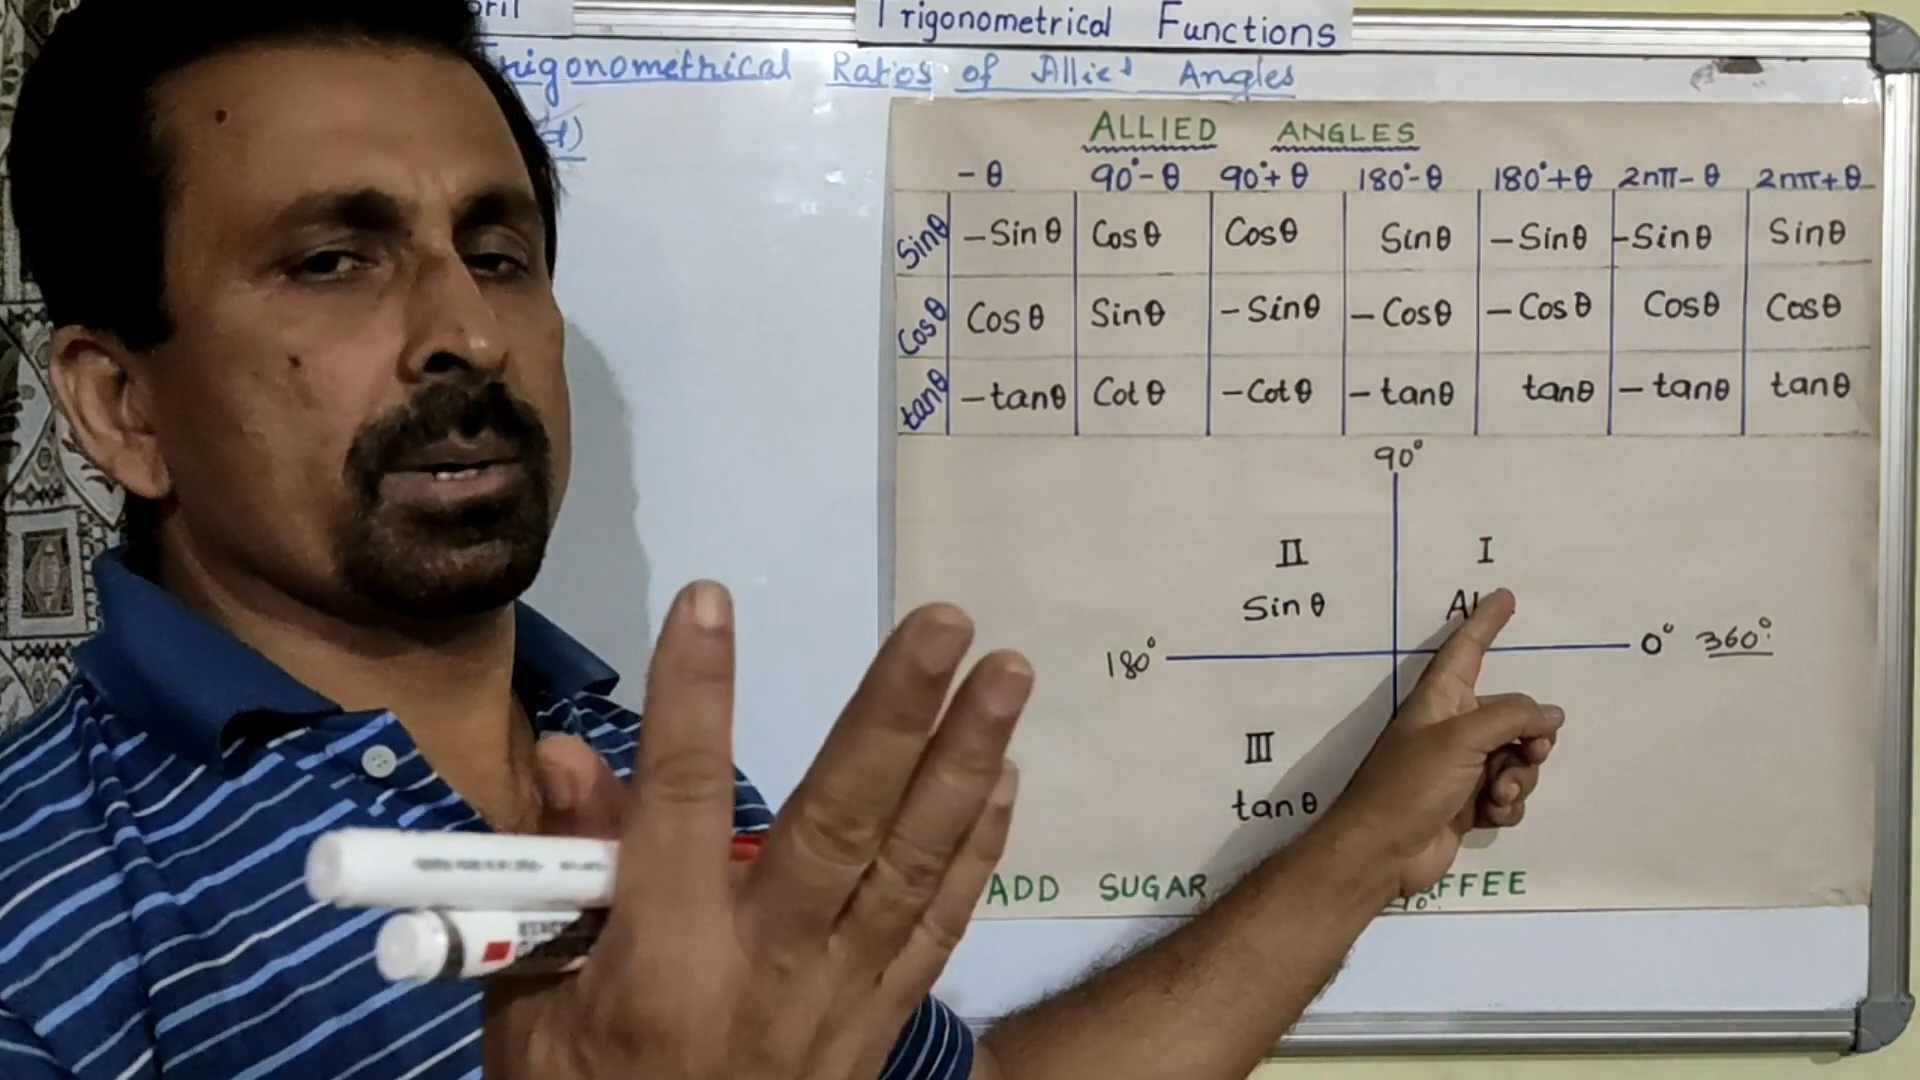 Trigonometrical Functions
Trigonometrical Ratios of Allied Angles
ALLIED ANGLES
-θ 90°-θ 90°+θ 180°-θ 180°+θ 2nπ-θ 2nπ+θ
Sinθ -Sinθ Cosθ Cosθ Sinθ -Sinθ -Sinθ Sinθ
Cosθ Cosθ Sinθ -Sinθ -Cosθ -Cosθ Cosθ Cosθ
tanθ -tanθ Cotθ -Cotθ -tanθ tanθ -tanθ tanθ
90°
II I
Sinθ
180° 0° 360°
III
tanθ
ADD SUGAR